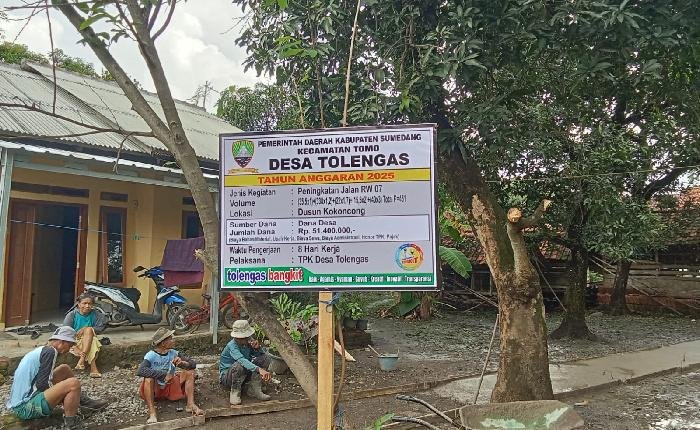 PEMERINTAH DAERAH KABUPATEN SUMEDANG
KECAMATAN TOMO
DESA TOLENGAS
TAHUN ANGGARAN 2025
Jenis Kegiatan : Peningkatan Jalan RW 07
Volume :
Lokasi : Dusun Kokoncong
Sumber Dana : Dana Desa
Jumlah Dana : Rp. 51.400.000,-
Waktu Pengerjaan : 8 Hari Kerja
Pelaksana : TPK Desa Tolengas
tolengas bangkit